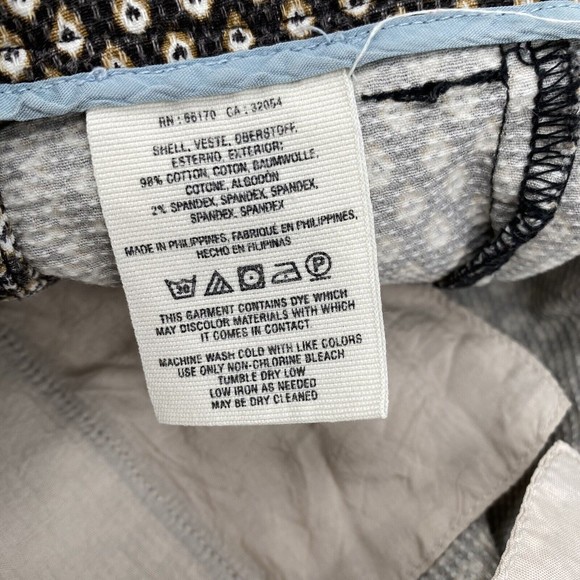 RN : 66170 CA : 32054
SHELL, VESTE, OBERSTOFF,
ESTERNO, EXTERIOR:
98% COTTON, COTON, BAUMWOLLE,
COTONE, ALGODÓN
2% SPANDEX, SPANDEX, SPANDEX,
SPANDEX, SPANDEX
MADE IN PHILIPPINES, FABRIQUÉ EN PHILIPPINES,
HECHO EN FILIPINAS
THIS GARMENT CONTAINS DYE WHICH
MAY DISCOLOR MATERIALS WITH WHICH
IT COMES IN CONTACT
MACHINE WASH COLD WITH LIKE COLORS
USE ONLY NON-CHLORINE BLEACH
TUMBLE DRY LOW
LOW IRON AS NEEDED
MAY BE DRY CLEANED